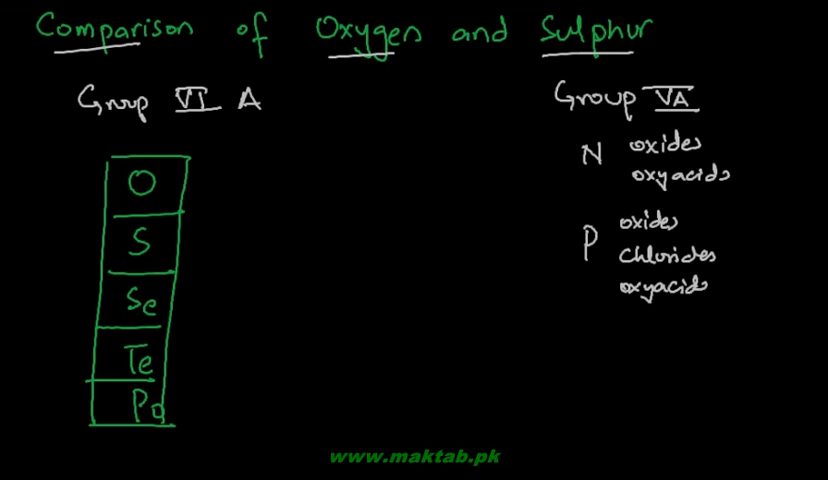 Comparison of Oxygen and Sulphur
Group VI A
O
S
Se
Te
Po
Group VA
N oxides
oxyacids
P oxides
chlorides
oxyacids
www.maktab.pk